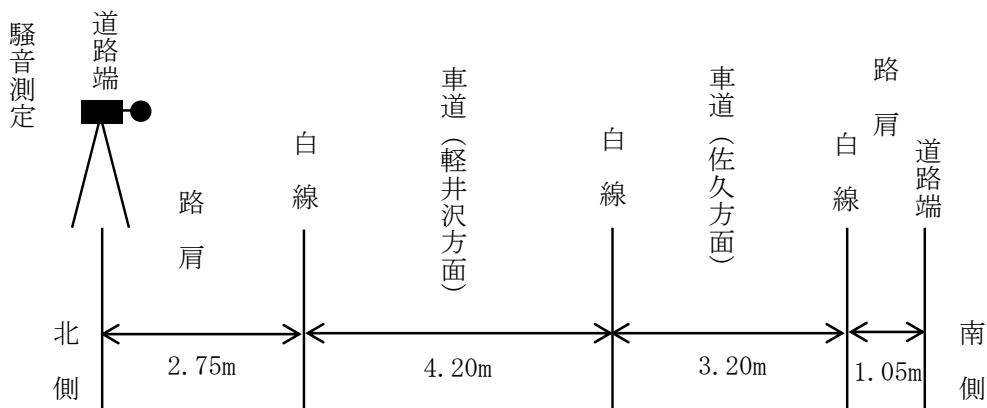 騒音測定
道路端
路肩
白線
車道（軽井沢方面）
白線
車道（佐久方面）
白線
路肩
道路端
北側
2.75m
4.20m
3.20m
1.05m
南側